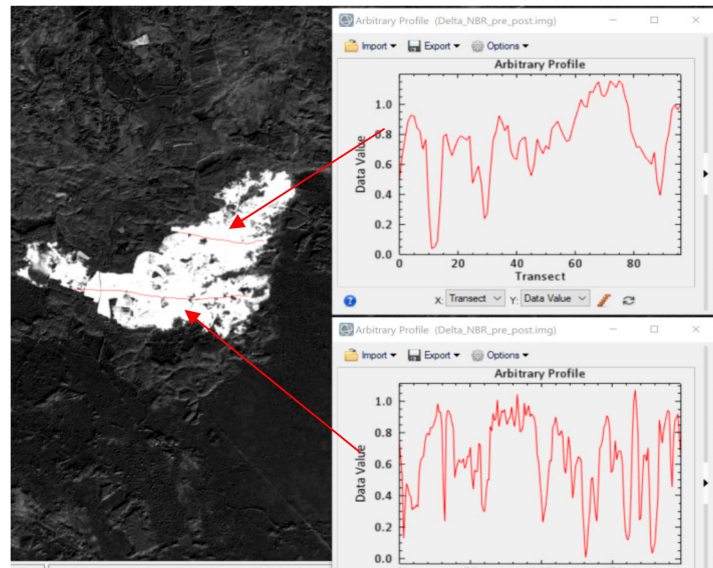 Arbitrary Profile (Delta_NBR_pre_post.img)
Import Export Options
Arbitrary Profile
1.0
0.8
0.6
0.4
0.2
0.0
Data Value
0 20 40 60 80
Transect
X: Transect Y: Data Value
Arbitrary Profile (Delta_NBR_pre_post.img)
Import Export Options
Arbitrary Profile
1.0
0.8
0.6
0.4
0.2
0.0
Data Value